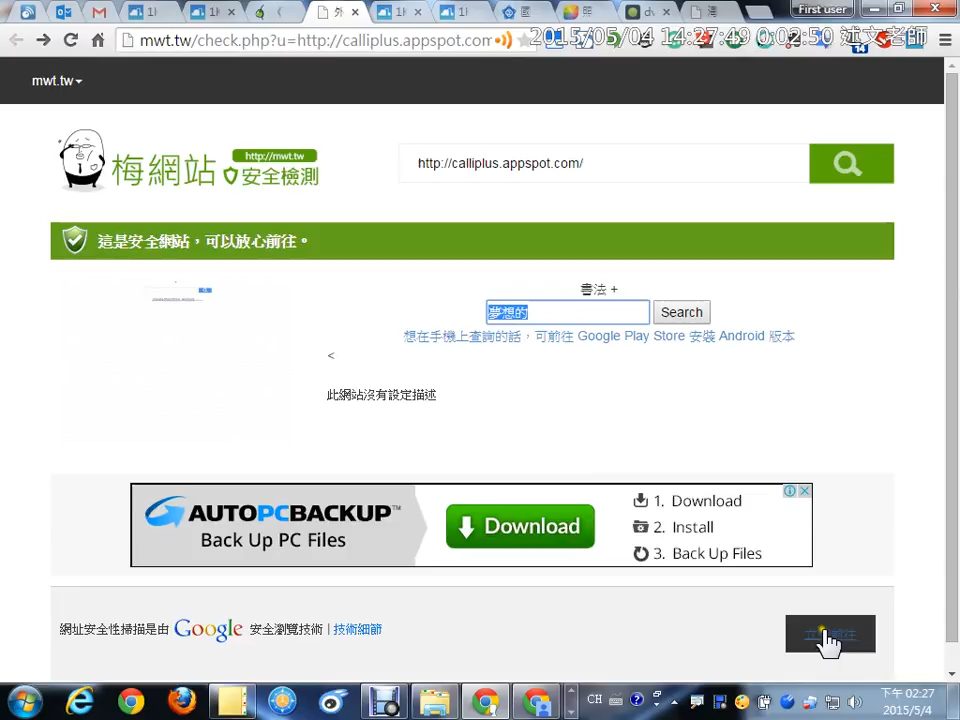 First user
mwt.tw/check.php?u=http://calliplus.appspot.com
2015/05/04 14:27:49 0:02:50 述文老師
mwt.tw
梅網站
http://mwt.tw
安全檢測
http://calliplus.appspot.com/
這是安全網站，可以放心前往。
書法 +
夢想的
Search
想在手機上查詢的話，可前往 Google Play Store 安裝 Android 版本
<
此網站沒有設定描述
AUTOPCBACKUP™
Back Up PC Files
Download
1. Download
2. Install
3. Back Up Files
網址安全性掃描是由 Google 安全瀏覽技術 | 技術細節
CH
下午 02:27
2015/5/4